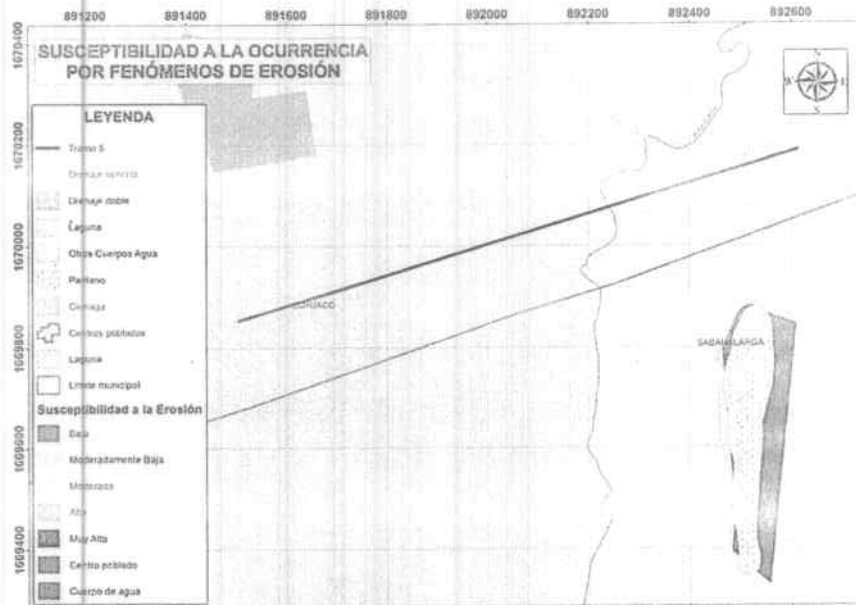 891200 891400 891600 891800 892000 892200 892400 892600
1670400
1670200
1670000
1669800
1669600
1669400
SUSCEPTIBILIDAD A LA OCURRENCIA
POR FENÓMENOS DE EROSIÓN
LEYENDA
Drenaje doble
Laguna
Otros Cuerpos Agua
Pantano
Cienaga
Centros poblados
Laguna
Límite municipal
Susceptibilidad a la Erosión
Baja
Moderadamente Baja
Moderada
Alta
Muy Alta
Centro poblado
Cuerpo de agua
SABANALARGA
S